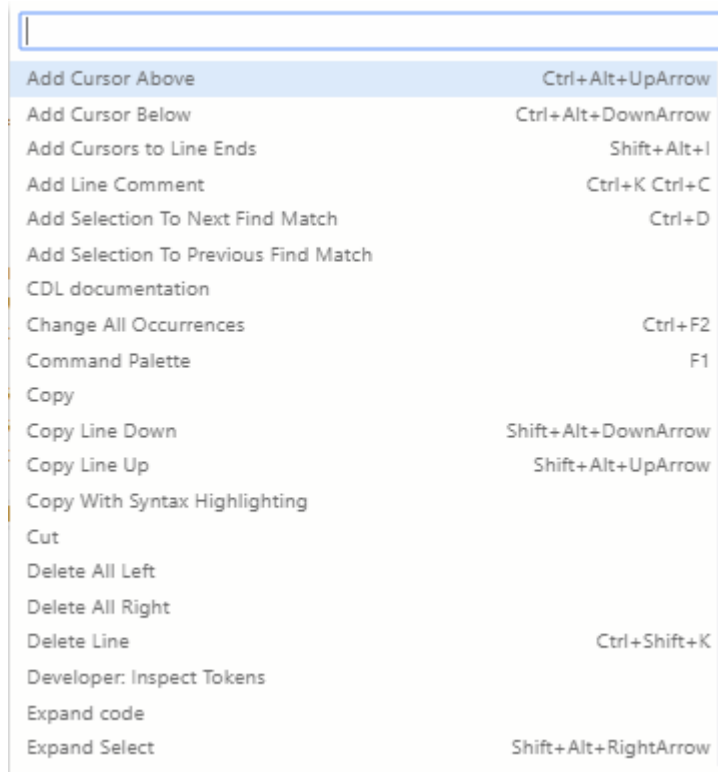 Add Cursor Above Ctrl+Alt+UpArrow
Add Cursor Below Ctrl+Alt+DownArrow
Add Cursors to Line Ends Shift+Alt+I
Add Line Comment Ctrl+K Ctrl+C
Add Selection To Next Find Match Ctrl+D
Add Selection To Previous Find Match
CDL documentation
Change All Occurrences Ctrl+F2
Command Palette F1
Copy
Copy Line Down Shift+Alt+DownArrow
Copy Line Up Shift+Alt+UpArrow
Copy With Syntax Highlighting
Cut
Delete All Left
Delete All Right
Delete Line Ctrl+Shift+K
Developer: Inspect Tokens
Expand code
Expand Select Shift+Alt+RightArrow